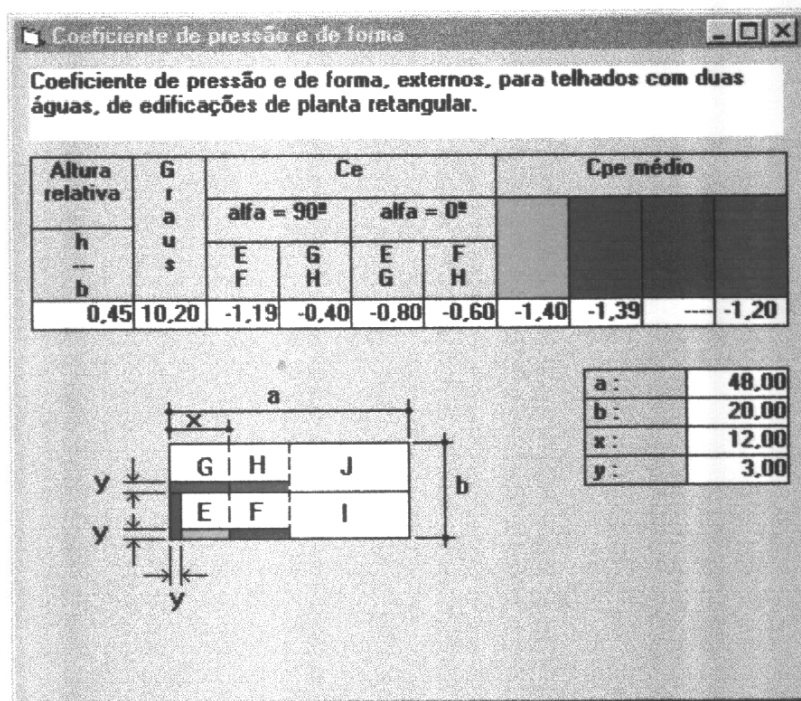 Coeficiente de pressão e de forma
Coeficiente de pressão e de forma, externos, para telhados com duas
águas, de edificações de planta retangular.
Altura relativa
h
—
b
Graus
Ce
Cpe médio
alfa = 90º
alfa = 0º
E F
G H
E G
F H
0,45 10,20 -1,19 -0,40 -0,80 -0,60 -1,40 -1,39 ---- -1,20
a : 48,00
b : 20,00
x : 12,00
y : 3,00
a
x
G H J
y
b
E F I
y
y